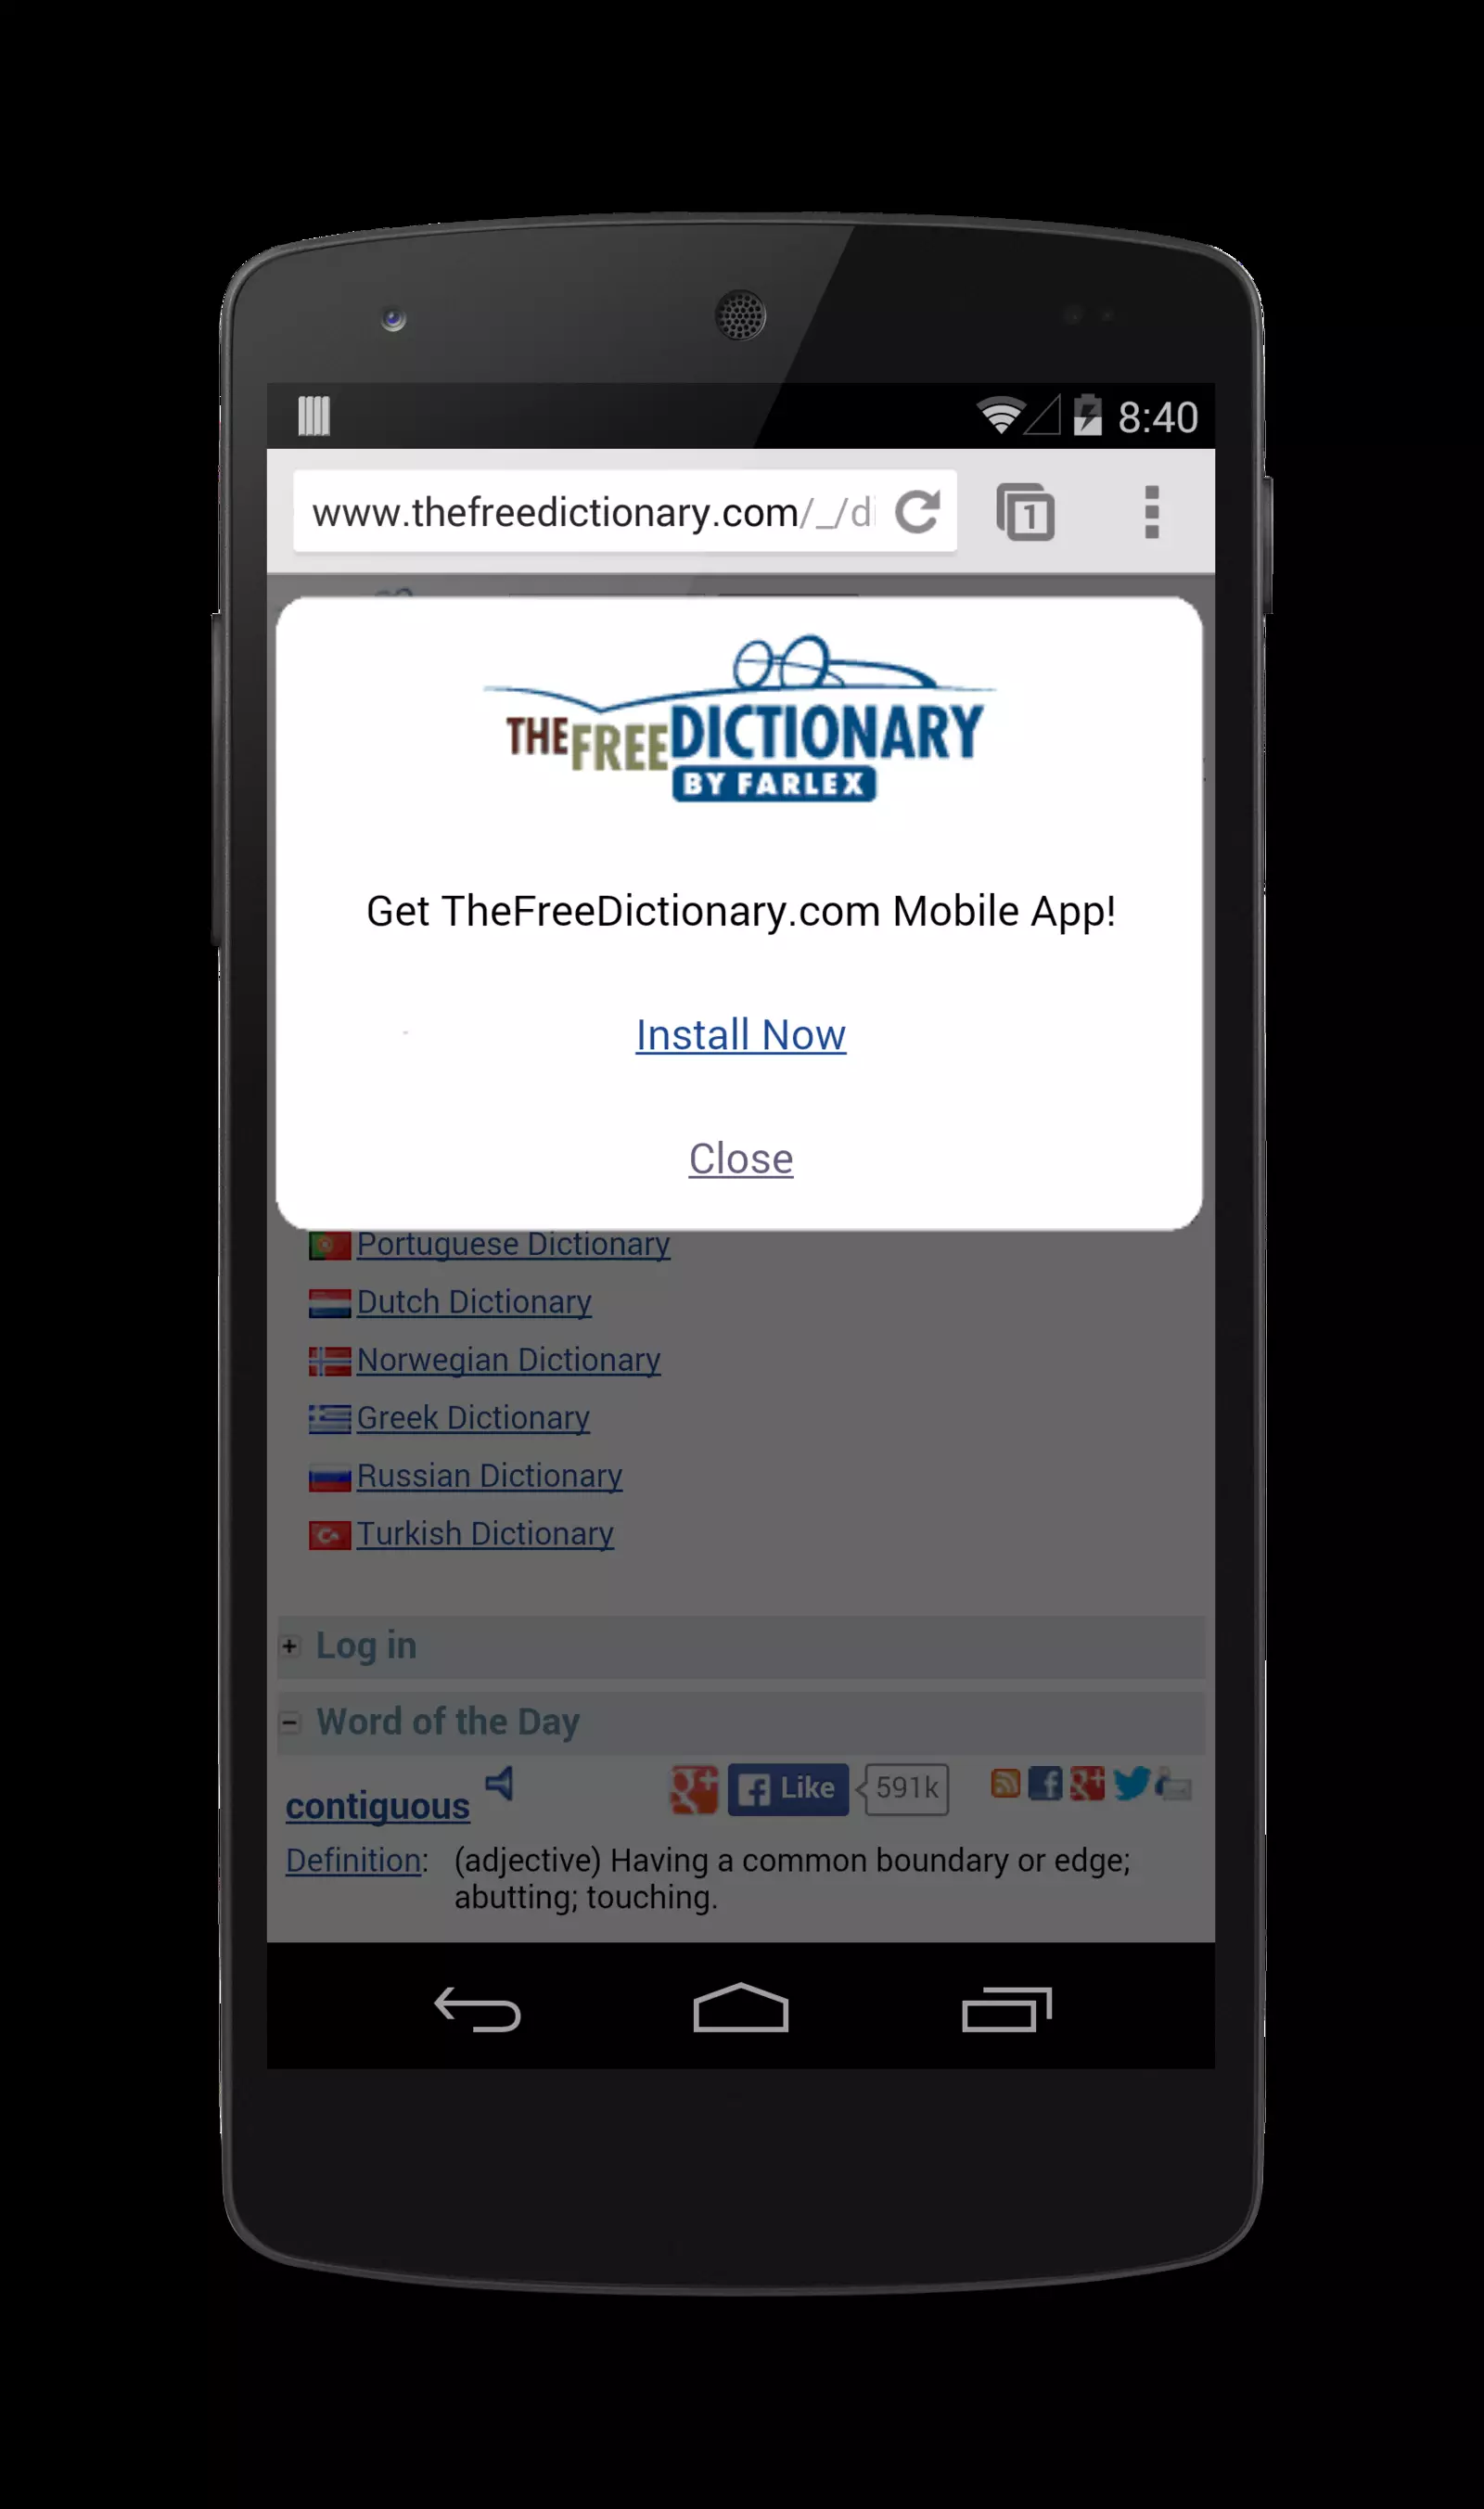 8:40
www.thefreedictionary.com/_/di
1
THE FREE DICTIONARY
BY FARLEX
Get TheFreeDictionary.com Mobile App!
Install Now
Close
Portuguese Dictionary
Dutch Dictionary
Norwegian Dictionary
Greek Dictionary
Russian Dictionary
Turkish Dictionary
Log in
Word of the Day
contiguous
Like 591k
Definition: (adjective) Having a common boundary or edge;
abutting; touching.